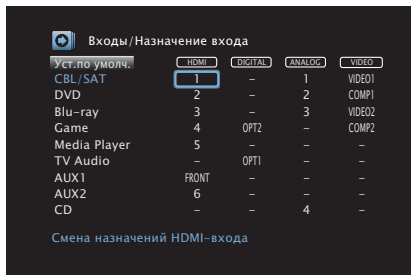 Входы/Назначение входа
Уст.по умолч. HDMI DIGITAL ANALOG VIDEO
CBL/SAT 1 – 1 VIDEO1
DVD 2 – 2 COMP1
Blu-ray 3 – 3 VIDEO2
Game 4 OPT2 – COMP2
Media Player 5 – – –
TV Audio – OPT1 – –
AUX1 FRONT – – –
AUX2 6 – – –
CD – – 4 –
Смена назначений HDMI-входа